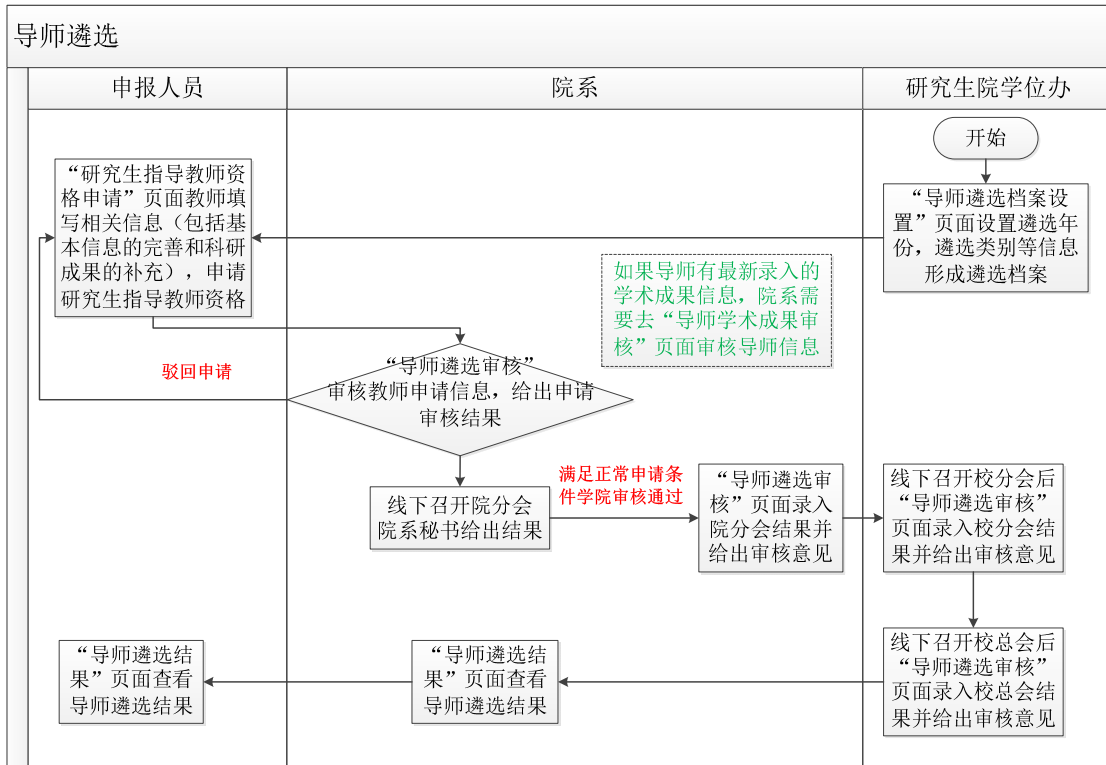 导师遴选
申报人员
院系
研究生院学位办
开始
“导师遴选档案设
置”页面设置遴选年
份，遴选类别等信息
形成遴选档案
“研究生指导教师资
格申请”页面教师填
写相关信息（包括基
本信息的完善和科研
成果的补充），申请
研究生指导教师资格
如果导师有最新录入的
学术成果信息，院系需
要去“导师学术成果审
核”页面审核导师信息
“导师遴选审核”
审核教师申请信息，给出申请
审核结果
驳回申请
线下召开院分会
院系秘书给出结果
满足正常申请条
件学院审核通过
“导师遴选审
核”页面录入
院分会结果并
给出审核意见
线下召开校分会后
“导师遴选审核”
页面录入校分会结
果并给出审核意见
线下召开校总会后
“导师遴选审核”
页面录入校总会结
果并给出审核意见
“导师遴选结
果”页面查看
导师遴选结果
“导师遴选结
果”页面查看
导师遴选结果